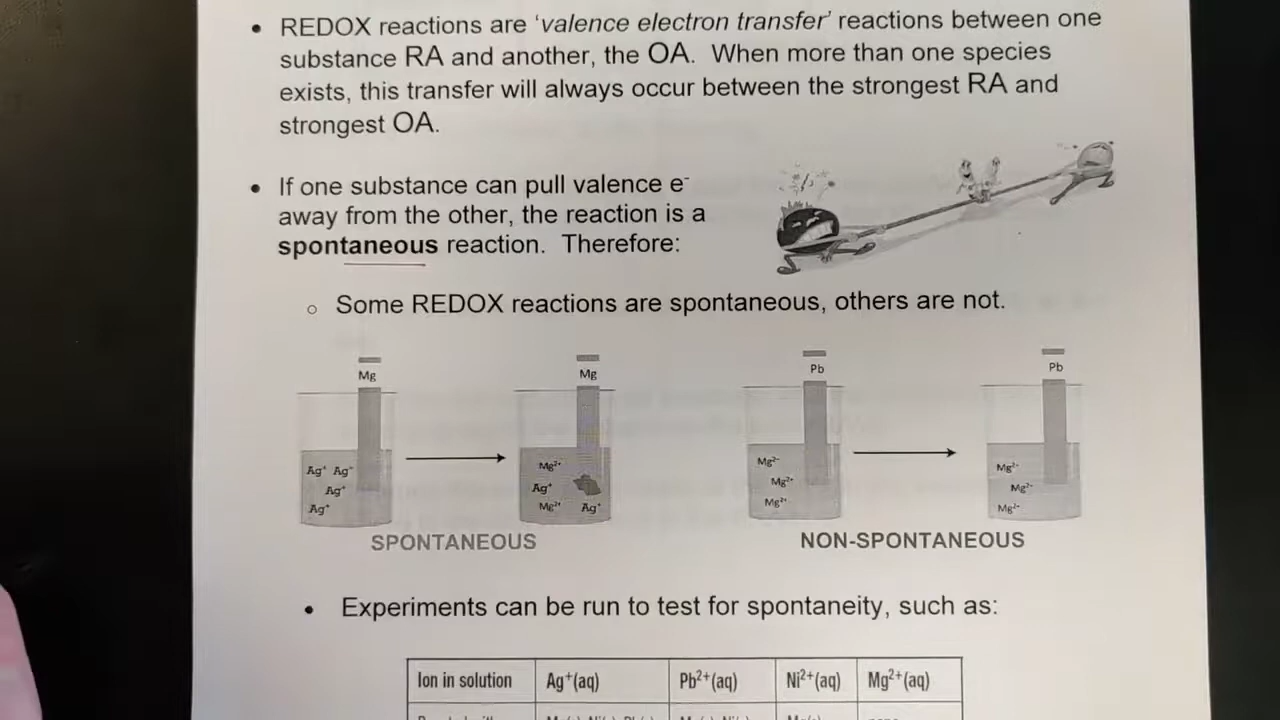 • REDOX reactions are ‘valence electron transfer’ reactions between one
substance RA and another, the OA. When more than one species
exists, this transfer will always occur between the strongest RA and
strongest OA.
• If one substance can pull valence e⁻
away from the other, the reaction is a
spontaneous reaction. Therefore:
○ Some REDOX reactions are spontaneous, others are not.
Mg Mg Pb Pb
Ag⁺ Ag⁺
Ag⁺
Ag⁺
Mg²⁺
Ag⁺
Mg²⁺ Ag⁺
Mg²⁺
Mg²⁺
Mg²⁺
Mg²⁺
Mg²⁺
Mg²⁺
SPONTANEOUS NON-SPONTANEOUS
• Experiments can be run to test for spontaneity, such as:
Ion in solution Ag⁺(aq) Pb²⁺(aq) Ni²⁺(aq) Mg²⁺(aq)